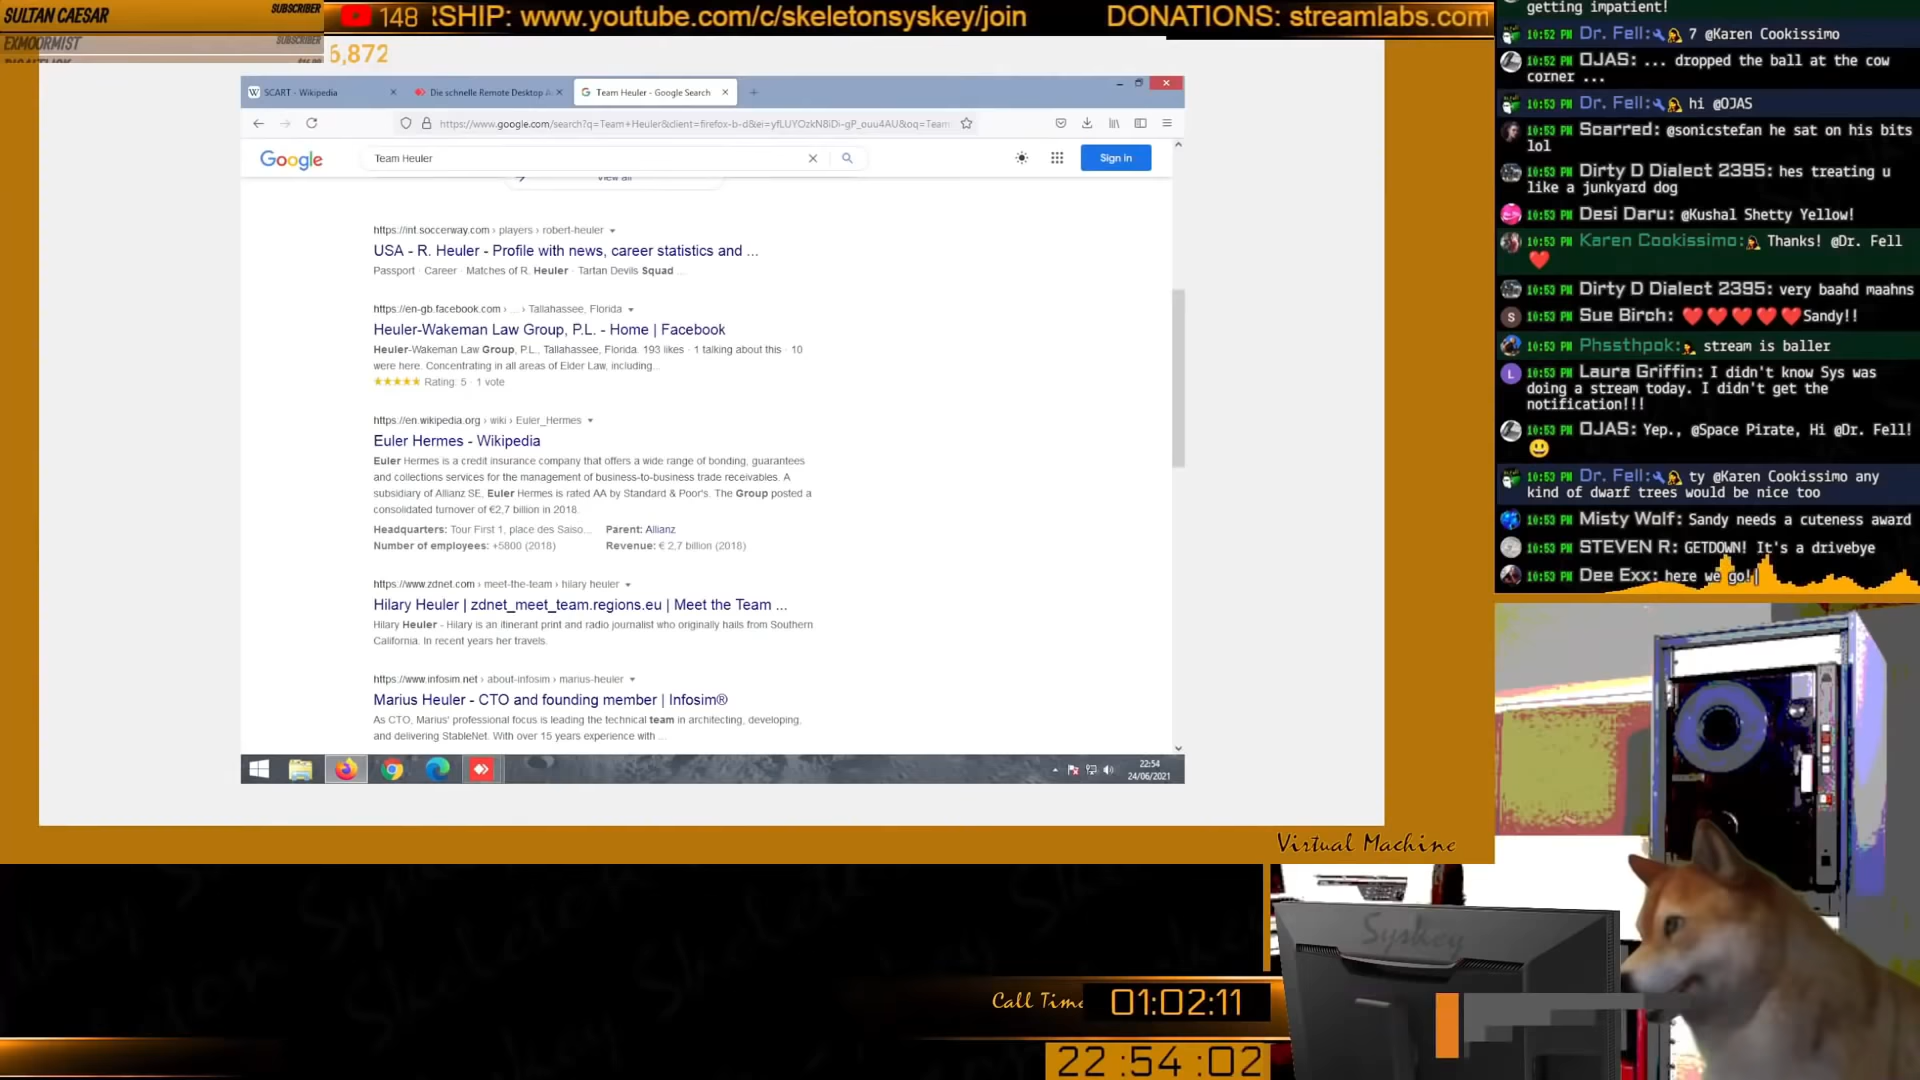 SULTAN CAESAR SUBSCRIBER
EXMOORMIST SUBSCRIBER
148 RSHIP: www.youtube.com/c/skeletonsyskey/join DONATIONS: streamlabs.com
6,872
SCART - Wikipedia
Die schnelle Remote Desktop A
Team Heuler - Google Search
https://www.google.com/search?q=Team+Heuler&client=firefox-b-d&ei=yfLUYOzkN8iDi-gP_ouu4AU&oq=Team
Google
Team Heuler
Sign in
View all
https://int.soccerway.com › players › robert-heuler
USA - R. Heuler - Profile with news, career statistics and ...
Passport · Career · Matches of R. Heuler · Tartan Devils Squad ...
https://en-gb.facebook.com › ... › Tallahassee, Florida
Heuler-Wakeman Law Group, P.L. - Home | Facebook
Heuler-Wakeman Law Group, P.L., Tallahassee, Florida. 193 likes · 1 talking about this · 10
were here. Concentrating in all areas of Elder Law, including...
Rating: 5 · 1 vote
https://en.wikipedia.org › wiki › Euler_Hermes
Euler Hermes - Wikipedia
Euler Hermes is a credit insurance company that offers a wide range of bonding, guarantees
and collections services for the management of business-to-business trade receivables. A
subsidiary of Allianz SE, Euler Hermes is rated AA by Standard & Poor's. The Group posted a
consolidated turnover of €2,7 billion in 2018.
Headquarters: Tour First 1, place des Saiso... Parent: Allianz
Number of employees: +5800 (2018) Revenue: € 2,7 billion (2018)
https://www.zdnet.com › meet-the-team › hilary heuler
Hilary Heuler | zdnet_meet_team.regions.eu | Meet the Team ...
Hilary Heuler - Hilary is an itinerant print and radio journalist who originally hails from Southern
California. In recent years her travels.
https://www.infosim.net › about-infosim › marius-heuler
Marius Heuler - CTO and founding member | Infosim®
As CTO, Marius' professional focus is leading the technical team in architecting, developing,
and delivering StableNet. With over 15 years experience with ...
22:54
24/06/2021
Virtual Machine
Call Time 01:02:11
22:54:02
Syskey
getting impatient!
10:52 PM Dr. Fell: 7 @Karen Cookissimo
10:52 PM OJAS: ... dropped the ball at the cow
corner ...
10:53 PM Dr. Fell: hi @OJAS
10:53 PM Scarred: @sonicstefan he sat on his bits
lol
10:53 PM Dirty D Dialect 2395: hes treating u
like a junkyard dog
10:53 PM Desi Daru: @Kushal Shetty Yellow!
10:53 PM Karen Cookissimo: Thanks! @Dr. Fell
❤
10:53 PM Dirty D Dialect 2395: very baahd maahns
10:53 PM Sue Birch: ❤❤❤❤❤Sandy!!
10:53 PM Phssthpok: stream is baller
10:53 PM Laura Griffin: I didn't know Sys was
doing a stream today. I didn't get the
notification!!!
10:53 PM OJAS: Yep., @Space Pirate, Hi @Dr. Fell!
😃
10:53 PM Dr. Fell: ty @Karen Cookissimo any
kind of dwarf trees would be nice too
10:53 PM Misty Wolf: Sandy needs a cuteness award
10:53 PM STEVEN R: GETDOWN! It's a drivebye
10:53 PM Dee Exx: here we go!